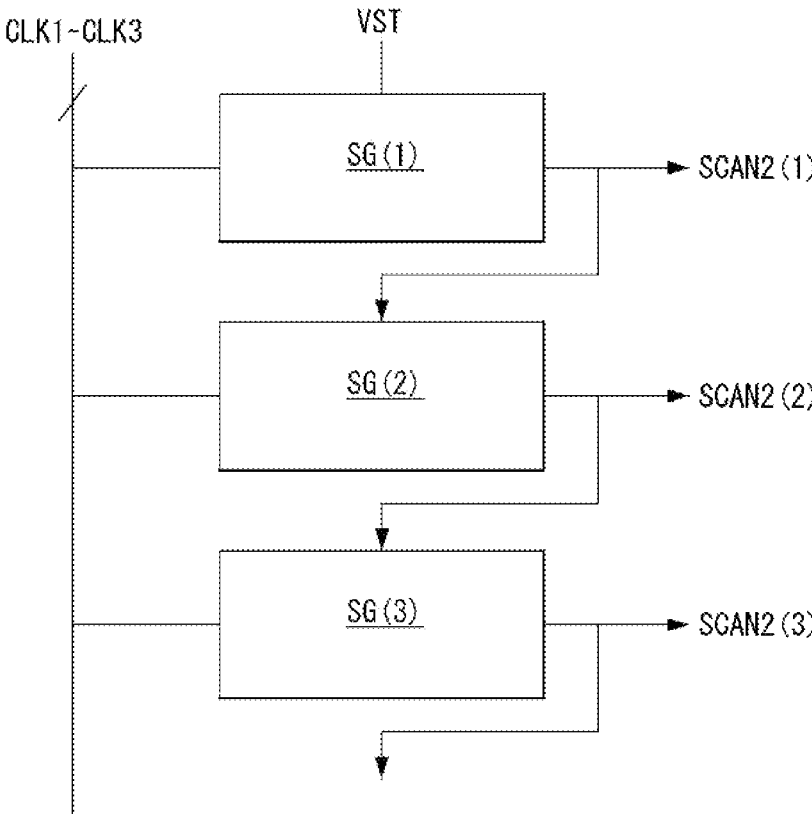 CLK1~CLK3
VST
SG(1)
SCAN2(1)
SG(2)
SCAN2(2)
SG(3)
SCAN2(3)